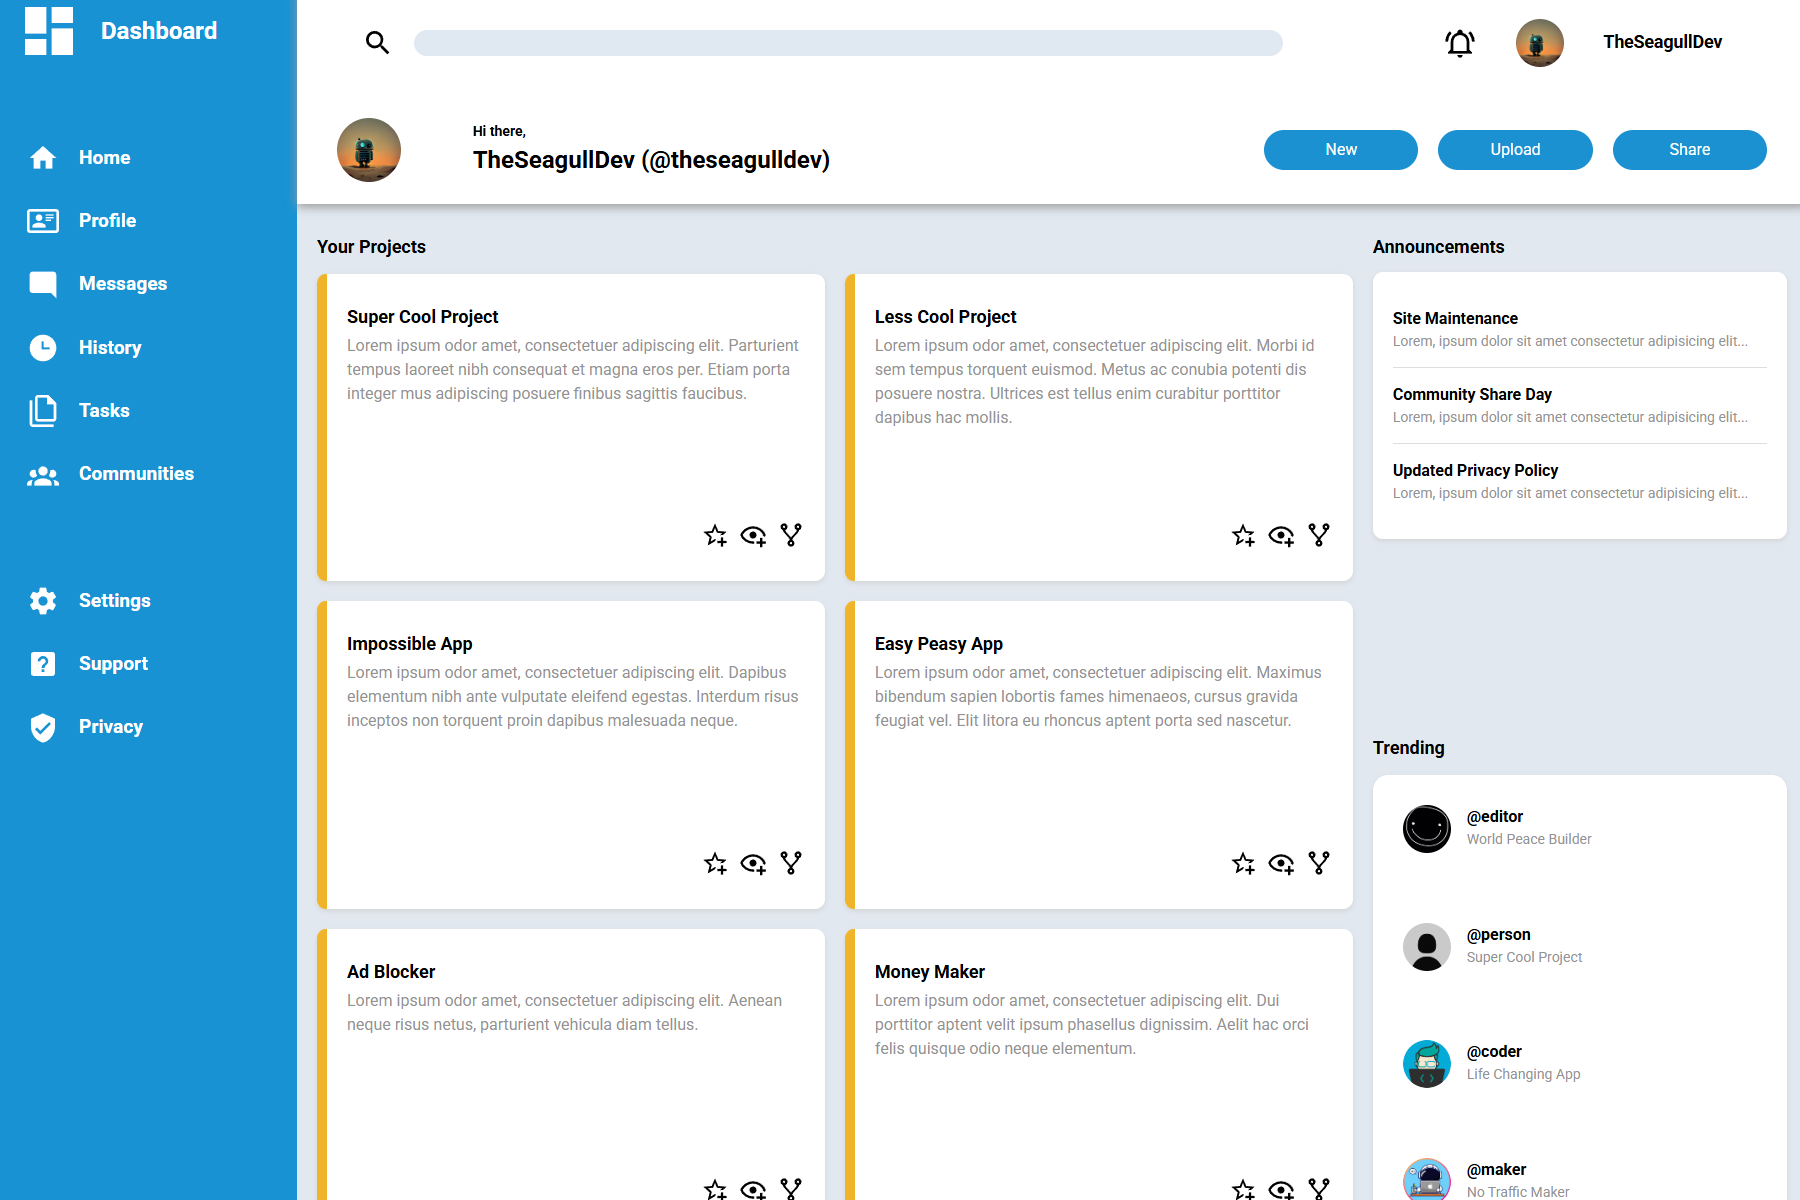 Dashboard
Home
Profile
Messages
History
Tasks
Communities
Settings
Support
Privacy
TheSeagullDev
Hi there,
TheSeagullDev (@theseagulldev)
New
Upload
Share
Your Projects
Super Cool Project
Lorem ipsum odor amet, consectetuer adipiscing elit. Parturient
tempus laoreet nibh consequat et magna eros per. Etiam porta
integer mus adipiscing posuere finibus sagittis faucibus.
Less Cool Project
Lorem ipsum odor amet, consectetuer adipiscing elit. Morbi id
sem tempus torquent euismod. Metus ac conubia potenti dis
posuere nostra. Ultrices est tellus enim curabitur porttitor
dapibus hac mollis.
Impossible App
Lorem ipsum odor amet, consectetuer adipiscing elit. Dapibus
elementum nibh ante vulputate eleifend egestas. Interdum risus
inceptos non torquent proin dapibus malesuada neque.
Easy Peasy App
Lorem ipsum odor amet, consectetuer adipiscing elit. Maximus
bibendum sapien lobortis fames himenaeos, cursus gravida
feugiat vel. Elit litora eu rhoncus aptent porta sed nascetur.
Ad Blocker
Lorem ipsum odor amet, consectetuer adipiscing elit. Aenean
neque risus netus, parturient vehicula diam tellus.
Money Maker
Lorem ipsum odor amet, consectetuer adipiscing elit. Dui
porttitor aptent velit ipsum phasellus dignissim. Aelit hac orci
felis quisque odio neque elementum.
Announcements
Site Maintenance
Lorem, ipsum dolor sit amet consectetur adipisicing elit...
Community Share Day
Lorem, ipsum dolor sit amet consectetur adipisicing elit...
Updated Privacy Policy
Lorem, ipsum dolor sit amet consectetur adipisicing elit...
Trending
@editor
World Peace Builder
@person
Super Cool Project
@coder
Life Changing App
@maker
No Traffic Maker